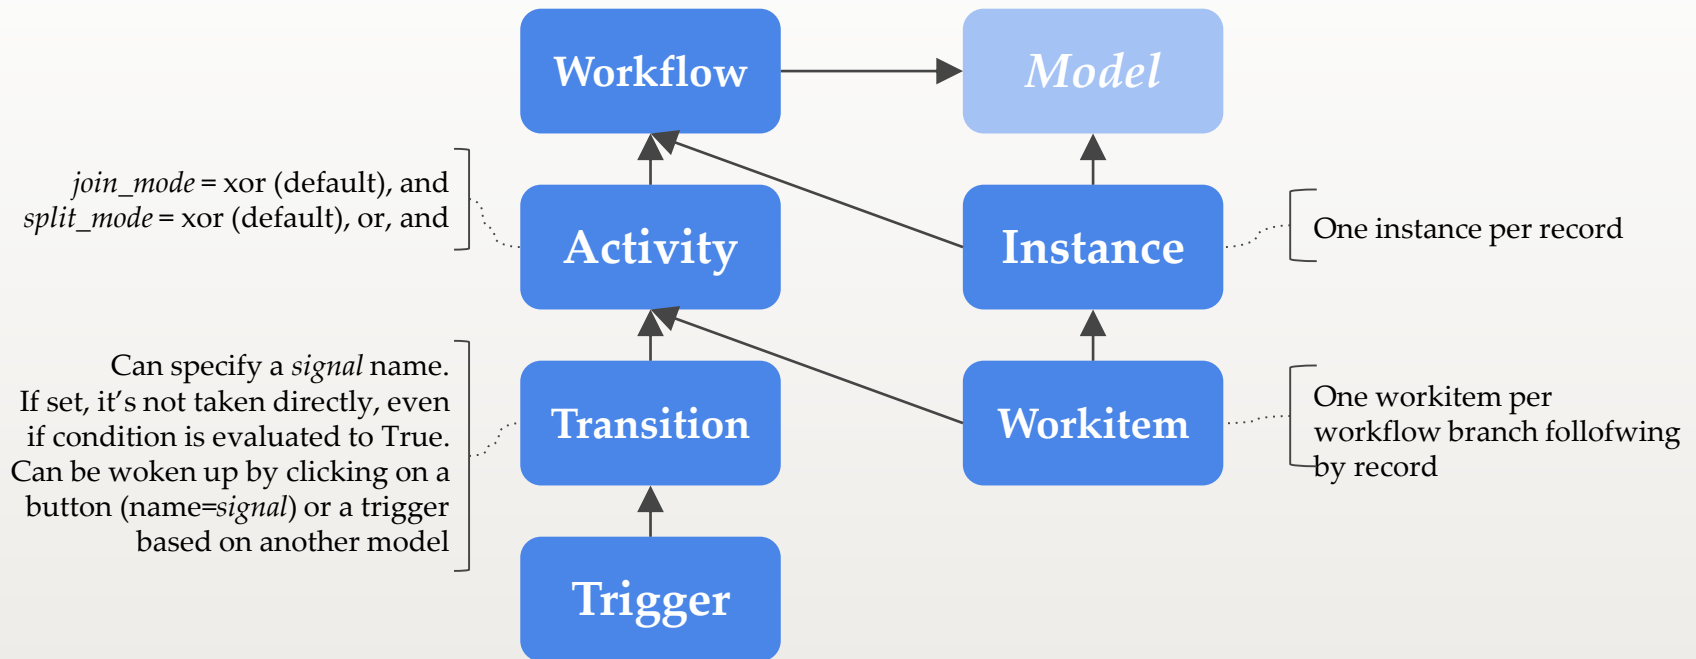 Workflow
Model
join_mode = xor (default), and
split_mode = xor (default), or, and
Activity
Instance
One instance per record
Can specify a signal name.
If set, it's not taken directly, even
if condition is evaluated to True.
Can be woken up by clicking on a
button (name=signal) or a trigger
based on another model
Transition
Workitem
One workitem per
workflow branch follofwing
by record
Trigger